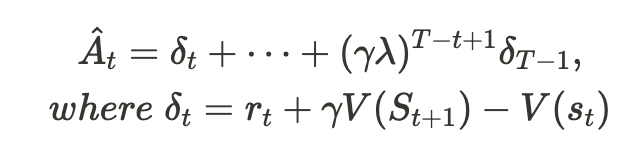 Â_t = δ_t + ⋯ + (γλ)^{T−t+1} δ_{T−1},
where δ_t = r_t + γV(S_{t+1}) − V(s_t)